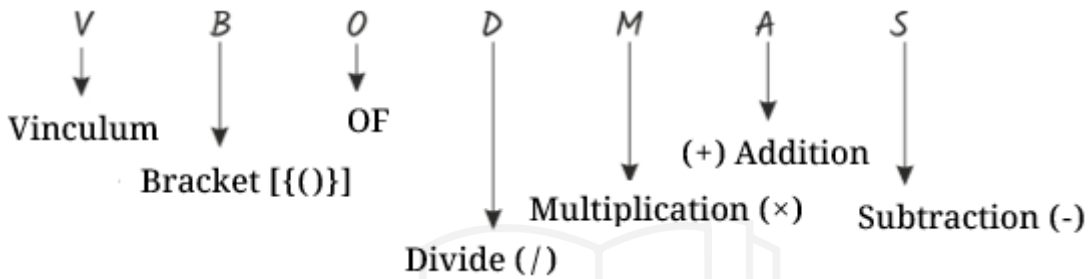 V B O D M A S
Vinculum
OF
(+) Addition
Bracket [{()}]
Multiplication (×)
Subtraction (-)
Divide (/)